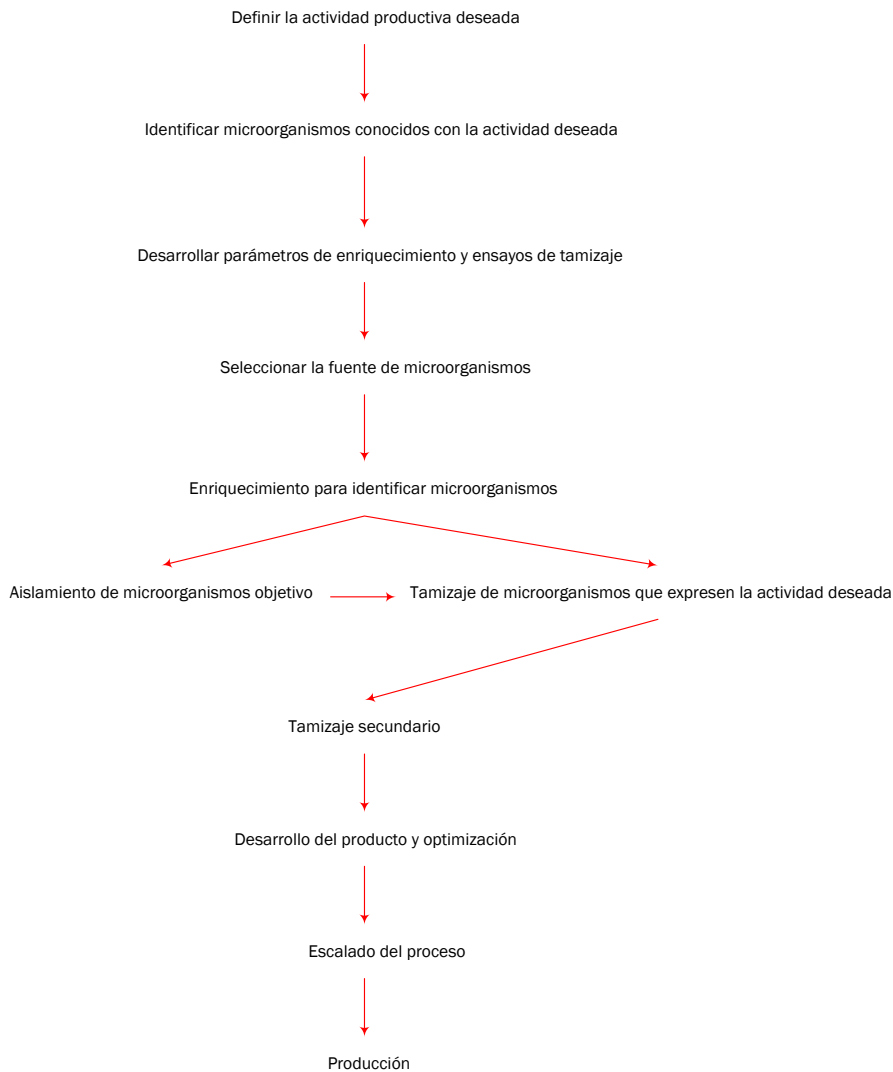 Definir la actividad productiva deseada
Identificar microorganismos conocidos con la actividad deseada
Desarrollar parámetros de enriquecimiento y ensayos de tamizaje
Seleccionar la fuente de microorganismos
Enriquecimiento para identificar microorganismos
Aislamiento de microorganismos objetivo
Tamizaje de microorganismos que expresen la actividad deseada
Tamizaje secundario
Desarrollo del producto y optimización
Escalado del proceso
Producción